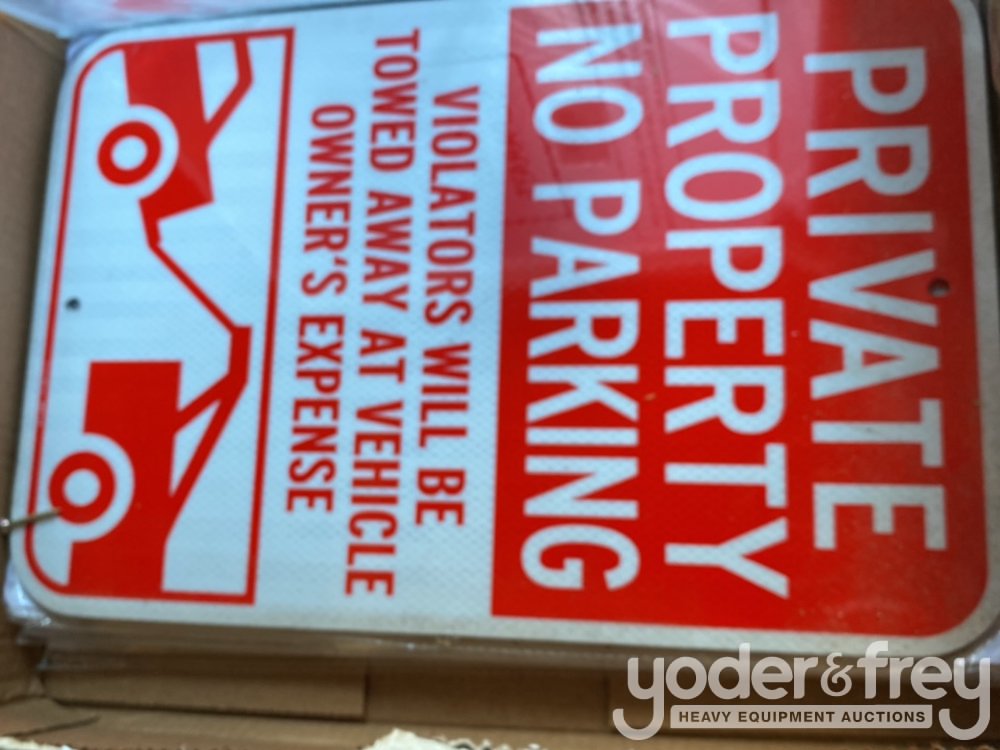 PRIVATE
PROPERTY
NO PARKING
VIOLATORS WILL BE
TOWED AWAY AT VEHICLE
OWNER'S EXPENSE
yoder&frey
HEAVY EQUIPMENT AUCTIONS